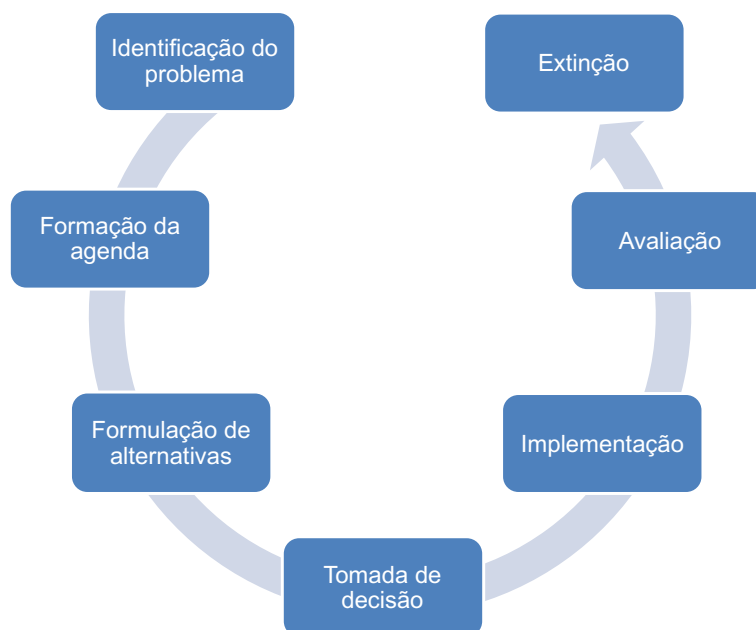 Identificação do
problema
Formação da
agenda
Formulação de
alternativas
Tomada de
decisão
Implementação
Avaliação
Extinção